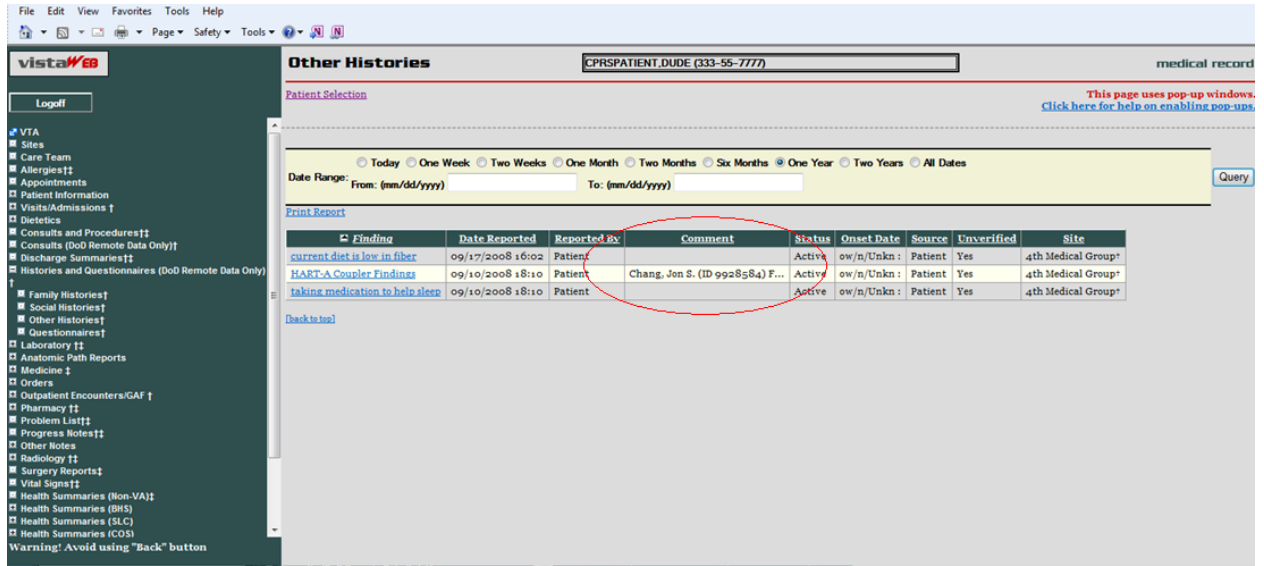 File Edit View Favorites Tools Help
Page Safety Tools
vistaWEB
Logoff
VTA
Sites
Care Team
Allergies†‡
Appointments
Patient Information
Visits/Admissions †
Dietetics
Consults and Procedures†‡
Consults (DoD Remote Data Only)†
Discharge Summaries†‡
Histories and Questionnaires (DoD Remote Data Only)
†
Family Histories†
Social Histories†
Other Histories†
Questionnaires†
Laboratory †‡
Anatomic Path Reports
Medicine ‡
Orders
Outpatient Encounters/GAF †
Pharmacy †‡
Problem List†‡
Progress Notes†‡
Other Notes
Radiology †‡
Surgery Reports‡
Vital Signs†‡
Health Summaries (Non-VA)‡
Health Summaries (BHS)
Health Summaries (SLC)
Health Summaries (COS)
Warning! Avoid using "Back" button
Other Histories CPRSPATIENT,DUDE (333-55-7777) medical record
Patient Selection
This page uses pop-up windows.
Click here for help on enabling pop-ups.
Today One Week Two Weeks One Month Two Months Six Months One Year Two Years All Dates
Date Range: From: (mm/dd/yyyy) To: (mm/dd/yyyy) Query
Print Report
Finding Date Reported Reported By Comment Status Onset Date Source Unverified Site
current diet is low in fiber 09/17/2008 16:02 Patient Active ow/n/Unkn : Patient Yes 4th Medical Group†
HART-A Coupler Findings 09/10/2008 18:10 Patient Chang, Jon S. (ID 9928584) F... Active ow/n/Unkn : Patient Yes 4th Medical Group†
taking medication to help sleep 09/10/2008 18:10 Patient Active ow/n/Unkn : Patient Yes 4th Medical Group†
[back to top]